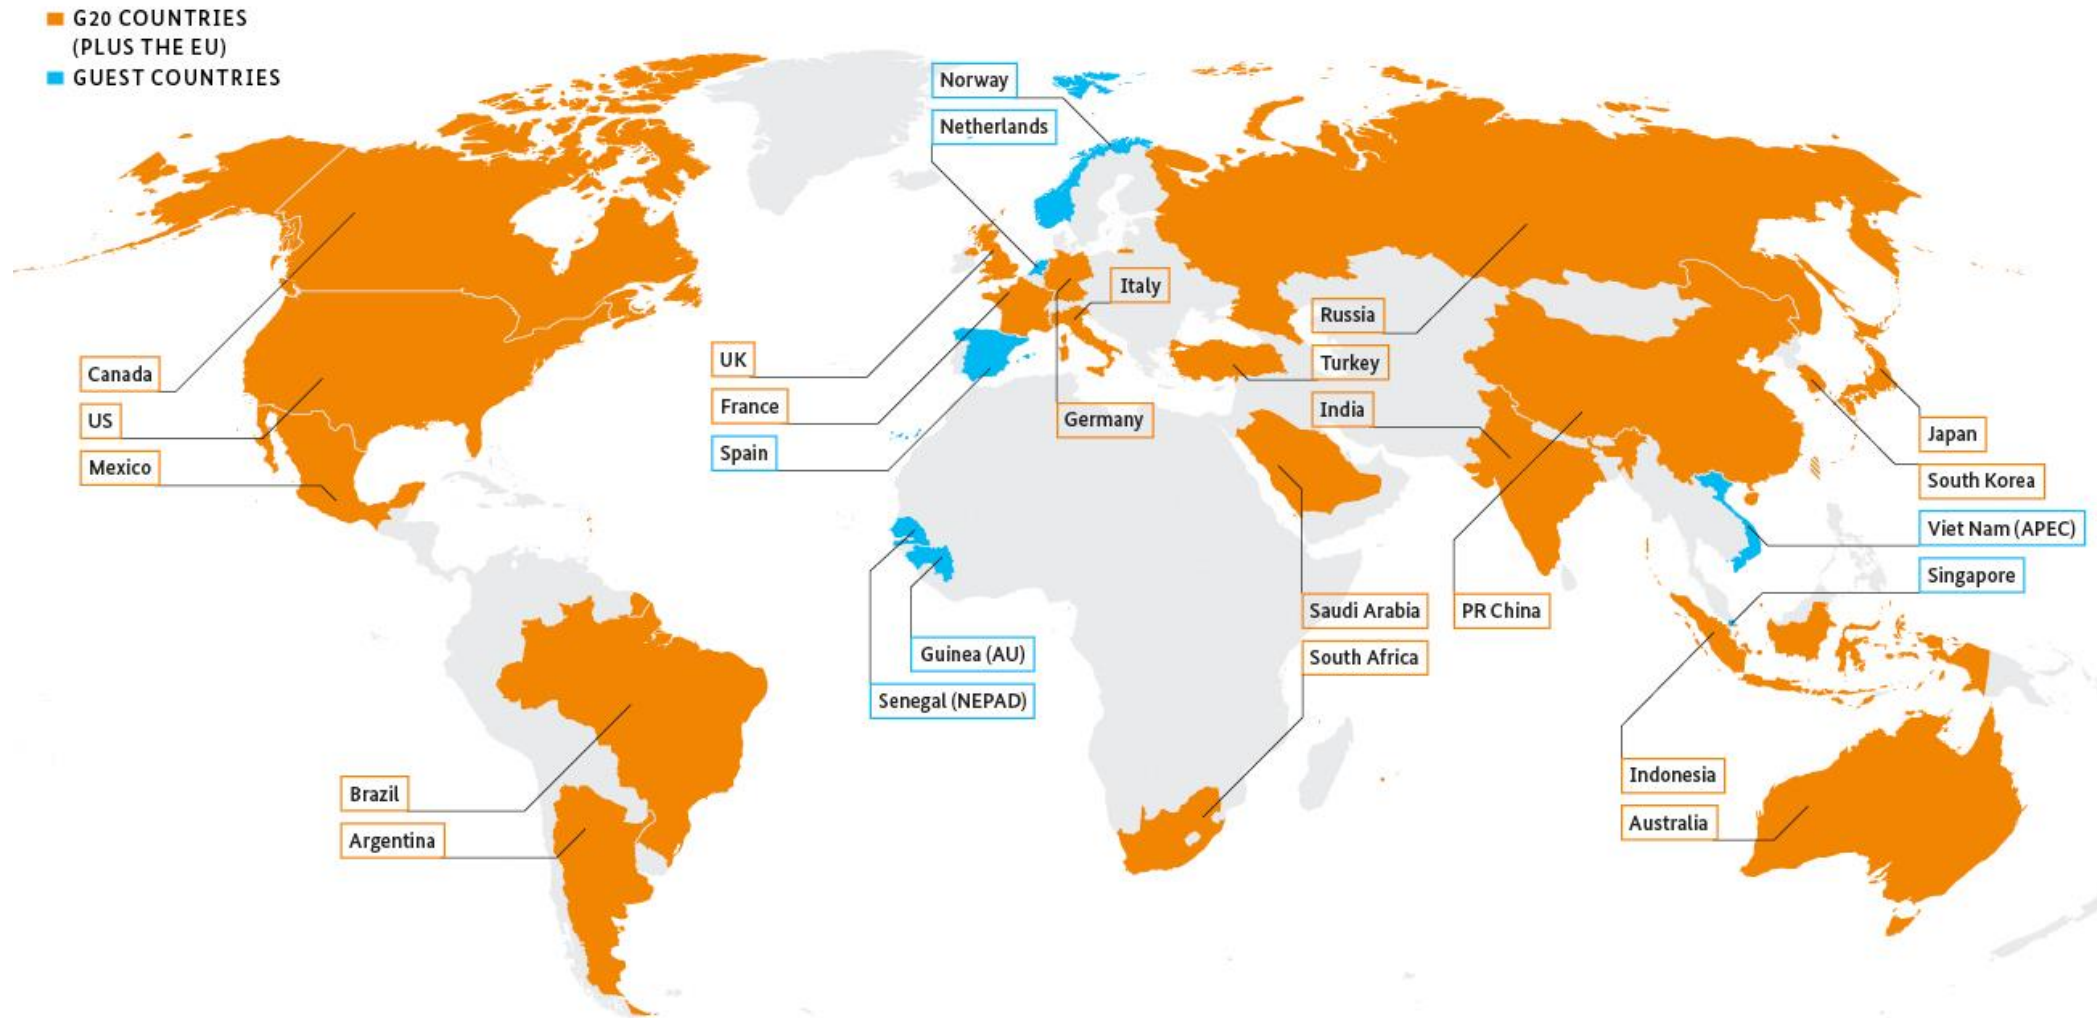 G20 COUNTRIES
(PLUS THE EU)
GUEST COUNTRIES
Norway
Netherlands
Italy
Russia
UK
Turkey
Canada
France
Germany
India
US
Japan
Spain
Mexico
South Korea
Viet Nam (APEC)
Singapore
Saudi Arabia
PR China
Guinea (AU)
South Africa
Senegal (NEPAD)
Indonesia
Brazil
Australia
Argentina